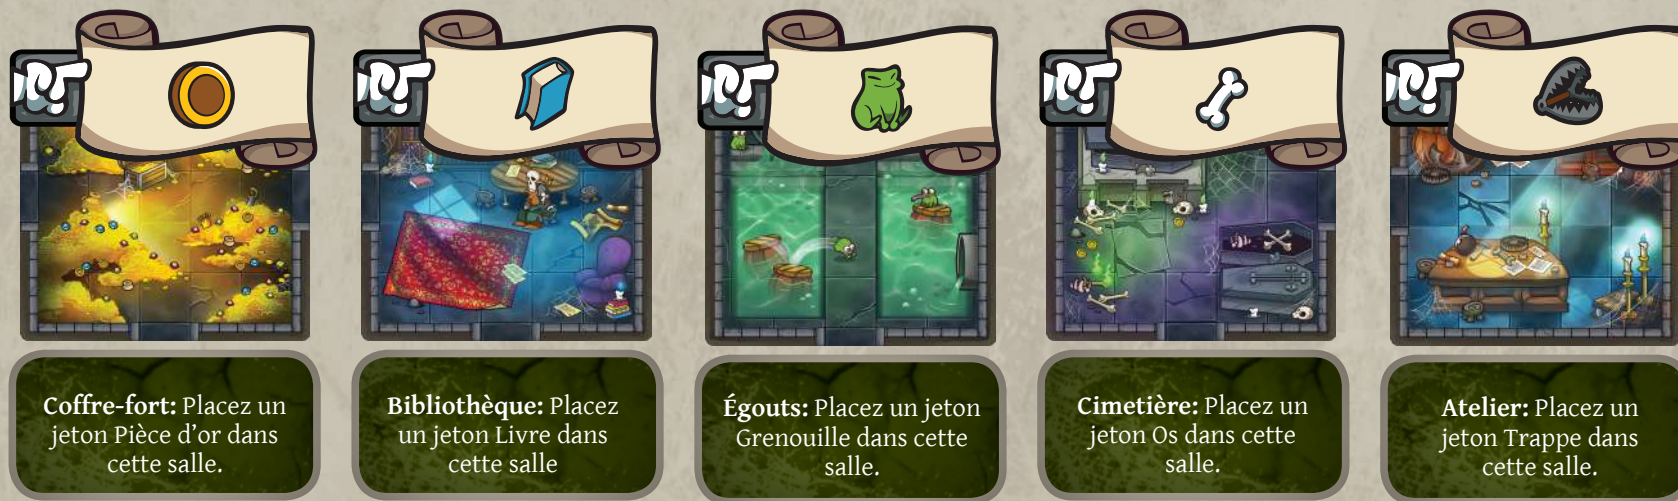 Coffre-fort: Placez un
jeton Pièce d’or dans
cette salle.
Bibliothèque: Placez
un jeton Livre dans
cette salle
Égouts: Placez un jeton
Grenouille dans cette
salle.
Cimetière: Placez un
jeton Os dans cette
salle.
Atelier: Placez un
jeton Trappe dans
cette salle.